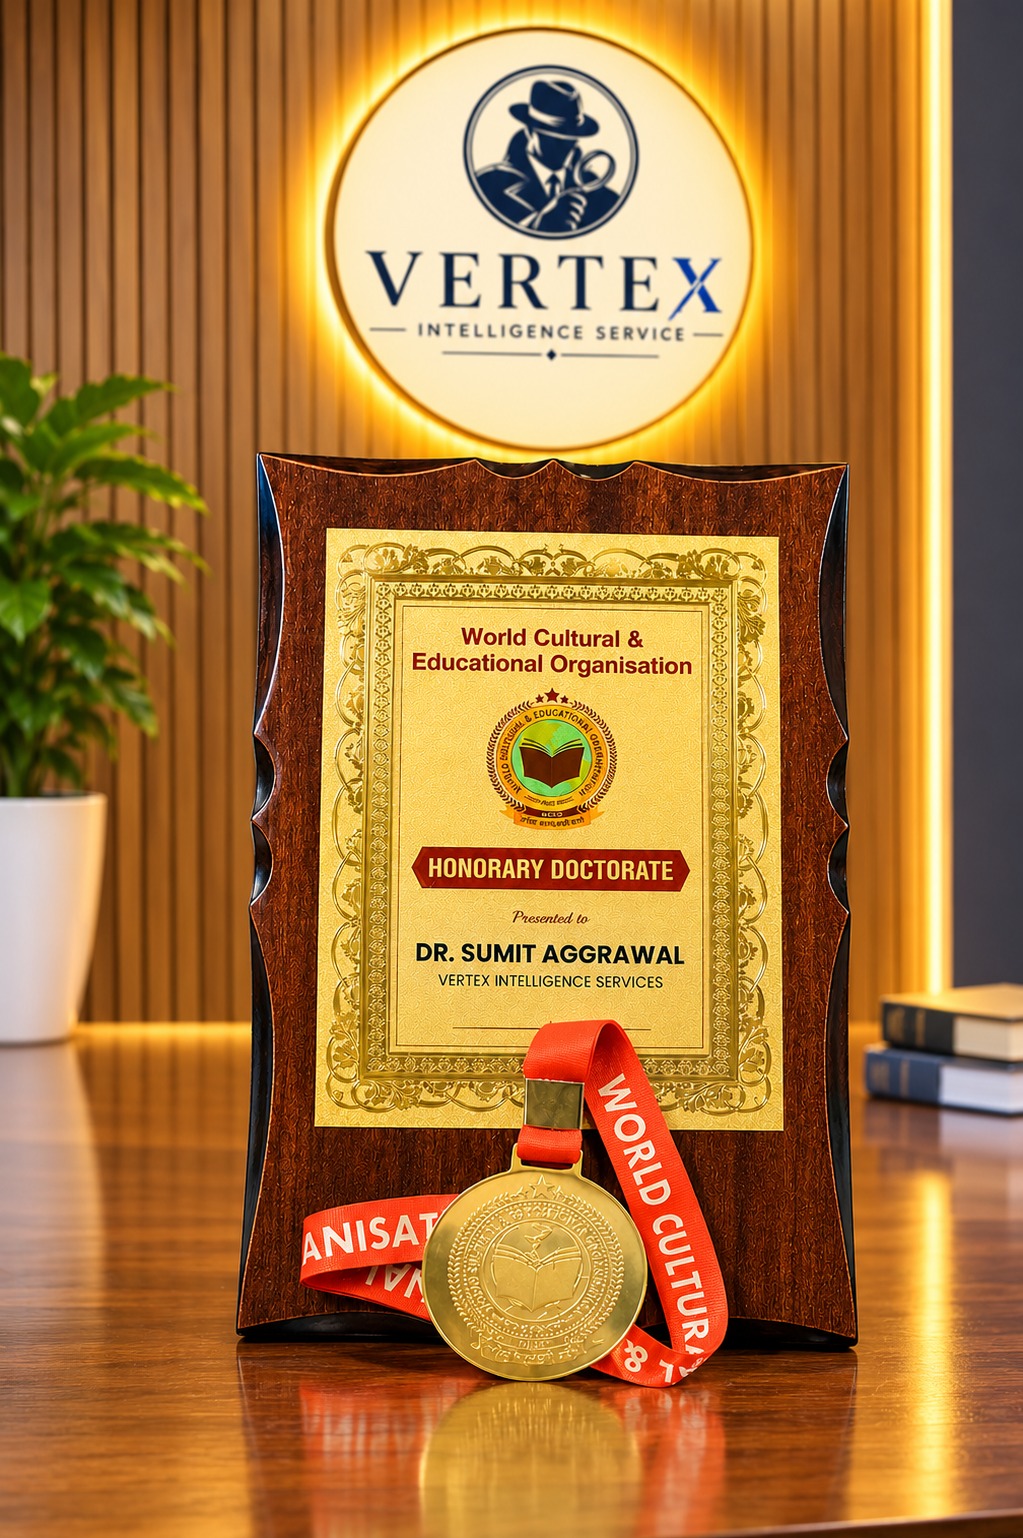 VERTEX
INTELLIGENCE SERVICE
World Cultural &
Educational Organisation
HONORARY DOCTORATE
Presented to
DR. SUMIT AGGRAWAL
VERTEX INTELLIGENCE SERVICES
WORLD CULTURA
&
ANISAT